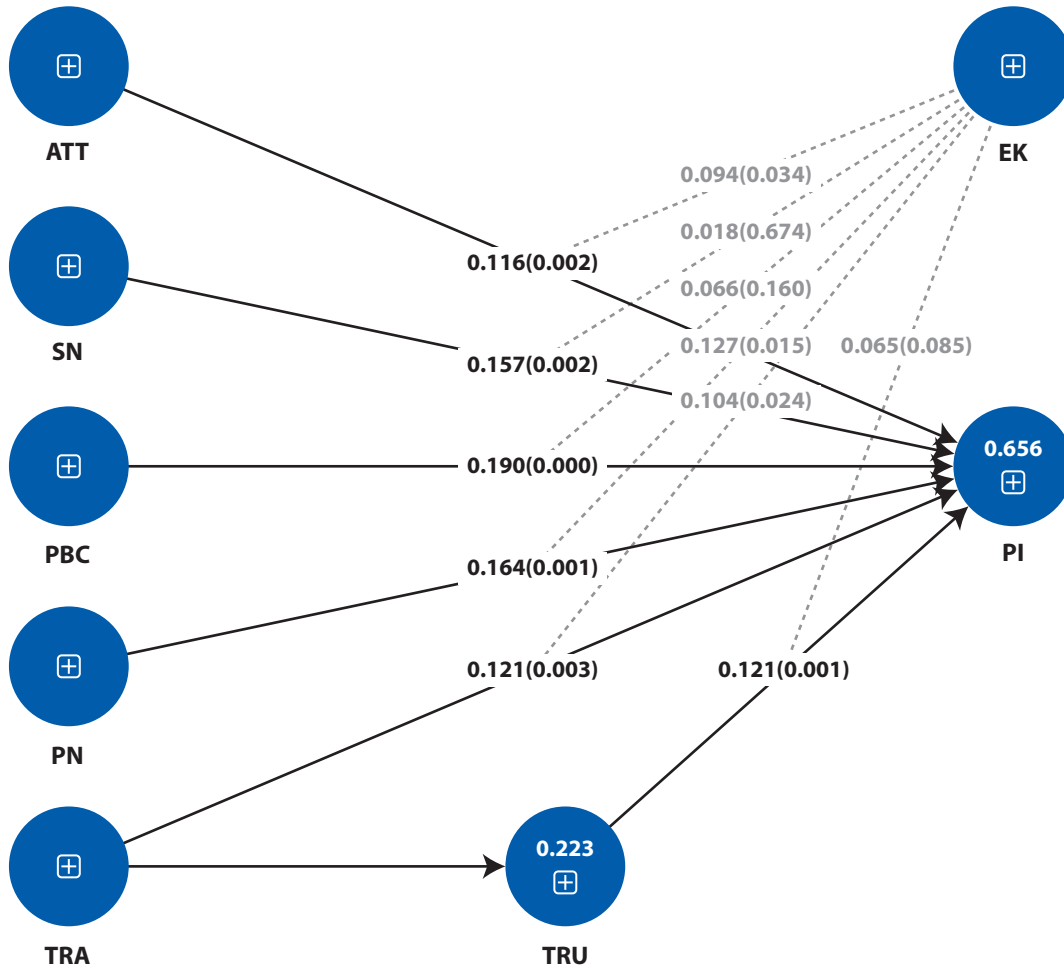 ATT
EK
0.094(0.034)
SN
0.018(0.674)
0.116(0.002)
0.066(0.160)
0.127(0.015)
0.065(0.085)
0.157(0.002)
0.104(0.024)
PBC
0.190(0.000)
0.656
PI
0.164(0.001)
PN
0.121(0.003)
0.121(0.001)
TRA
0.223
TRU